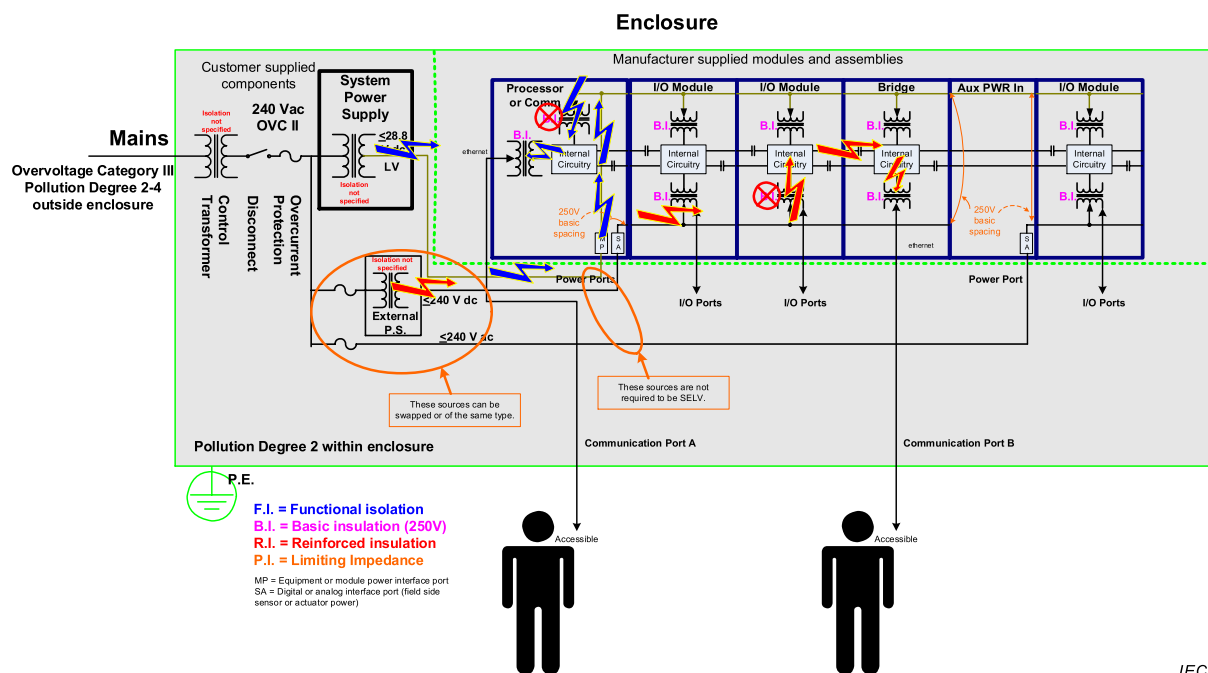 Enclosure
Customer supplied
components
Manufacturer supplied modules and assemblies
System
Power
Supply
240 Vac
OVC II
Isolation not
specified
Isolation
not
specified
≤28.8
LV
Mains
Overvoltage Category III
Pollution Degree 2-4
outside enclosure
Control
Transformer
Disconnect
Overcurrent
Protection
Processor
or Comm
I/O Module
I/O Module
Bridge
Aux PWR In
I/O Module
B.I.
B.I.
B.I.
B.I.
B.I.
B.I.
ethernet
Internal
Circuitry
Internal
Circuitry
Internal
Circuitry
Internal
Circuitry
Internal
Circuitry
B.I.
B.I.
B.I.
B.I.
250V
basic
spacing
250V
basic
spacing
MP
SA
SA
ethernet
Power Ports
Power Port
I/O Ports
I/O Ports
I/O Ports
Isolation not
specified
External
P.S.
≤240 V dc
≤240 V ac
These sources can be
swapped or of the same type.
These sources are not
required to be SELV.
Pollution Degree 2 within enclosure
Communication Port A
Communication Port B
P.E.
F.I. = Functional isolation
B.I. = Basic insulation (250V)
R.I. = Reinforced insulation
P.I. = Limiting Impedance
MP = Equipment or module power interface port
SA = Digital or analog interface port (field side
sensor or actuator power)
Accessible
Accessible
IEC